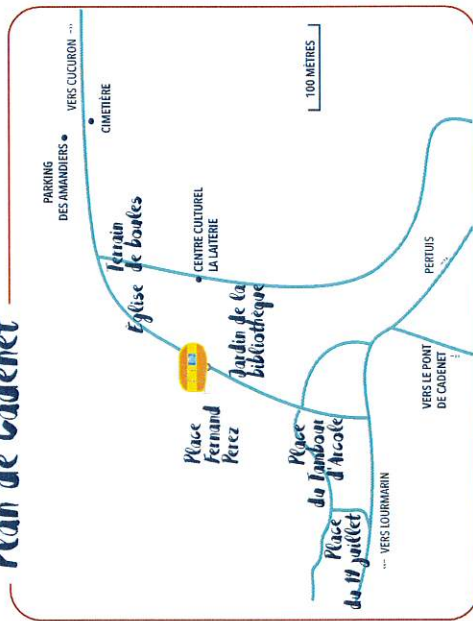 Plan de Cadenet
PARKING
DES AMANDIERS
VERS CUCURON
CIMETIÈRE
Terrain
de boules
Église
CENTRE CULTUREL
LA LAITERIE
Jardin de la
bibliothèque
Place
Fernand
Perez
100 MÈTRES
Place
du Tambour
d'Arcole
Place
du 14 juillet
VERS LOURMARIN
PERTUIS
VERS LE PONT
DE CADENET